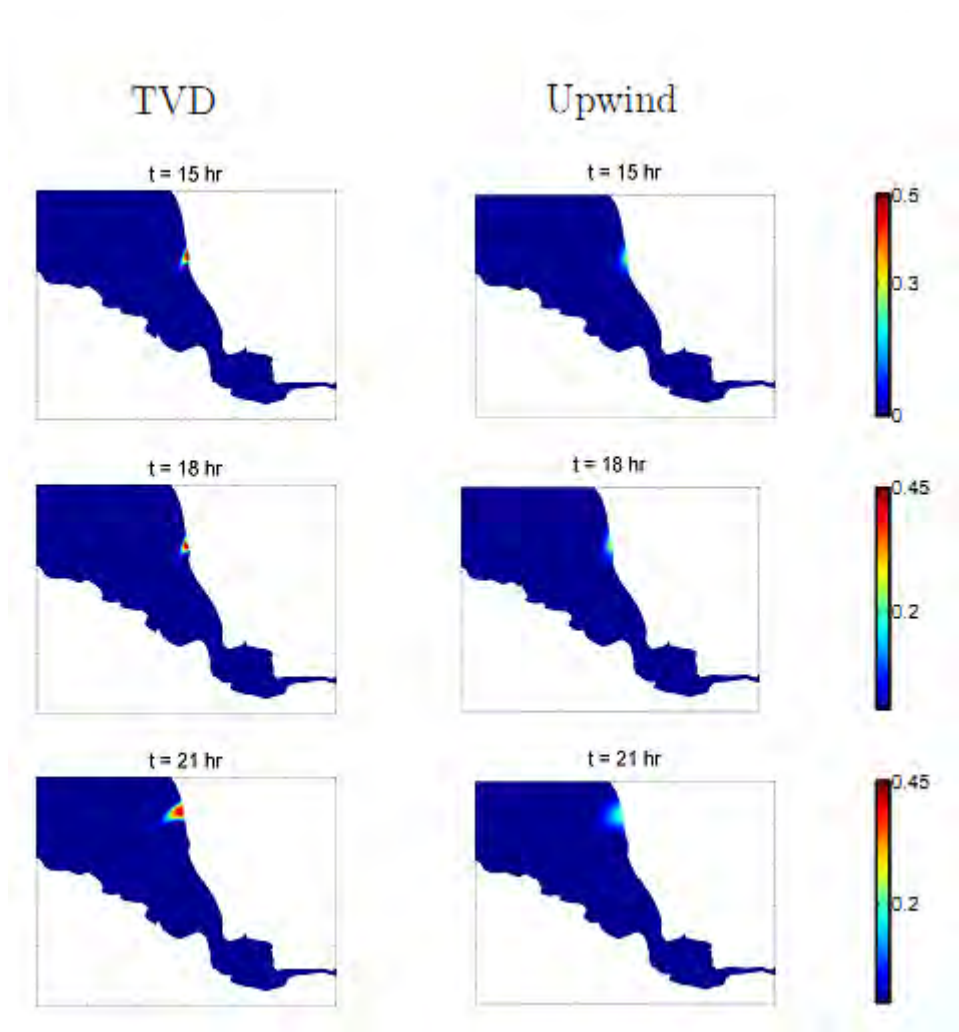 TVD Upwind
t = 15 hr t = 15 hr
0.5
0.3
0
t = 18 hr t = 18 hr
0.45
0.2
t = 21 hr t = 21 hr
0.45
0.2